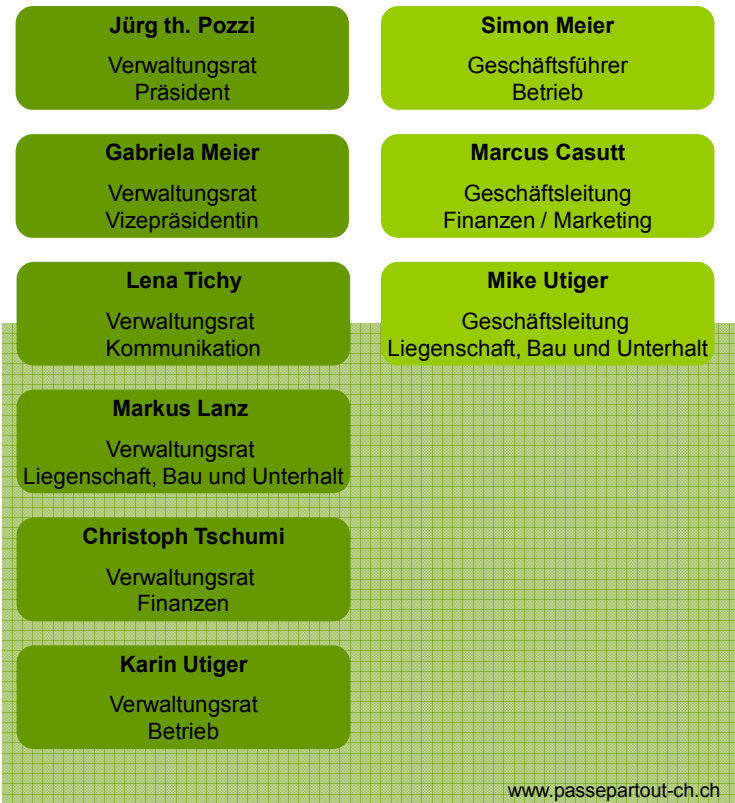 Jürg th. Pozzi
Verwaltungsrat
Präsident
Gabriela Meier
Verwaltungsrat
Vizepräsidentin
Lena Tichy
Verwaltungsrat
Kommunikation
Markus Lanz
Verwaltungsrat
Liegenschaft, Bau und Unterhalt
Christoph Tschumi
Verwaltungsrat
Finanzen
Karin Utiger
Verwaltungsrat
Betrieb
Simon Meier
Geschäftsführer
Betrieb
Marcus Casutt
Geschäftsleitung
Finanzen / Marketing
Mike Utiger
Geschäftsleitung
Liegenschaft, Bau und Unterhalt
www.passepartout-ch.ch